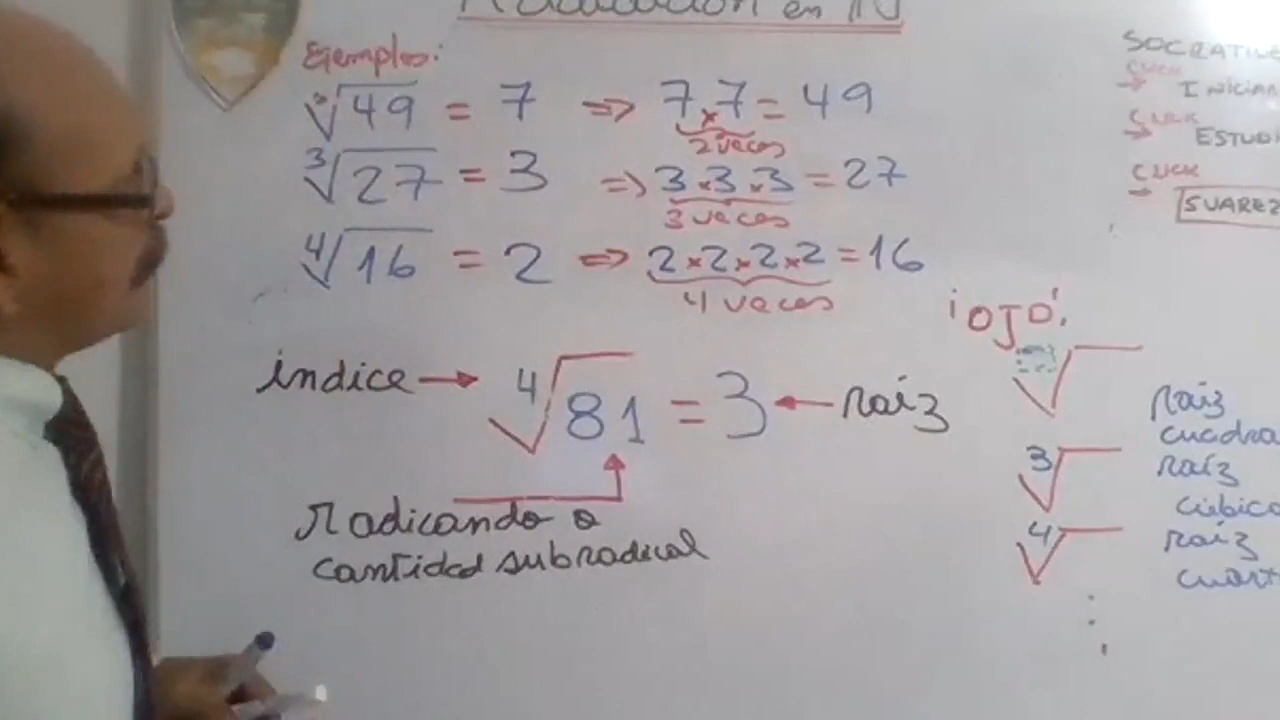 Radicación en N
Ejemplos:
²√49 = 7 ⇒ 7×7 = 49
2 veces
³√27 = 3 ⇒ 3×3×3 = 27
3 veces
⁴√16 = 2 ⇒ 2×2×2×2 = 16
4 veces
índice → ⁴√81 = 3 ← raíz
Radicando o
cantidad subradical
SOCRATIVE
CLICK
→ INICIAR
CLICK
→ ESTUDI
CLICK
→ SUAREZ
¡OJO!
√ raíz
cuadra
³√ raíz
cúbica
⁴√ raíz
cuart